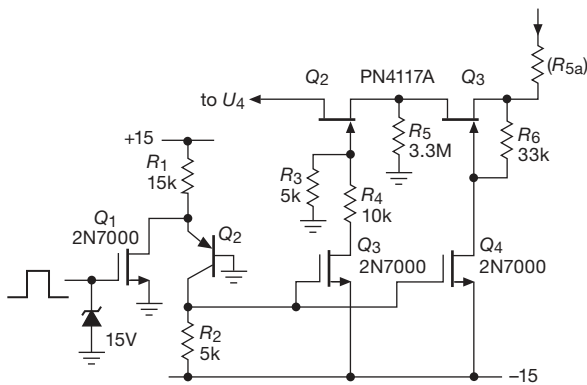 (R5a)
Q2 PN4117A Q3
to U4
R5
3.3M
R6
33k
+15
R1
15k
R3
5k
R4
10k
Q1
2N7000
Q2
Q3
2N7000
Q4
2N7000
15V
R2
5k
–15